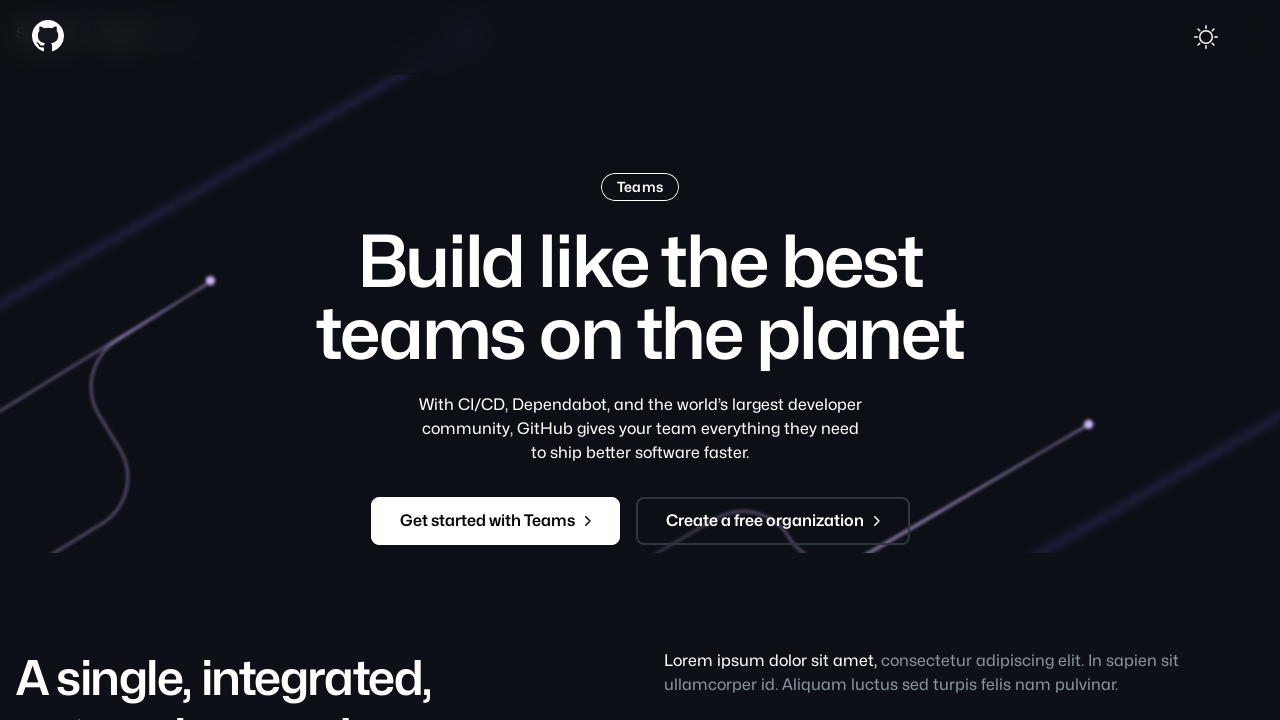 Teams
Build like the best
teams on the planet
With CI/CD, Dependabot, and the world’s largest developer
community, GitHub gives your team everything they need
to ship better software faster.
Get started with Teams
Create a free organization
A single, integrated,
Lorem ipsum dolor sit amet, consectetur adipiscing elit. In sapien sit
ullamcorper id. Aliquam luctus sed turpis felis nam pulvinar.